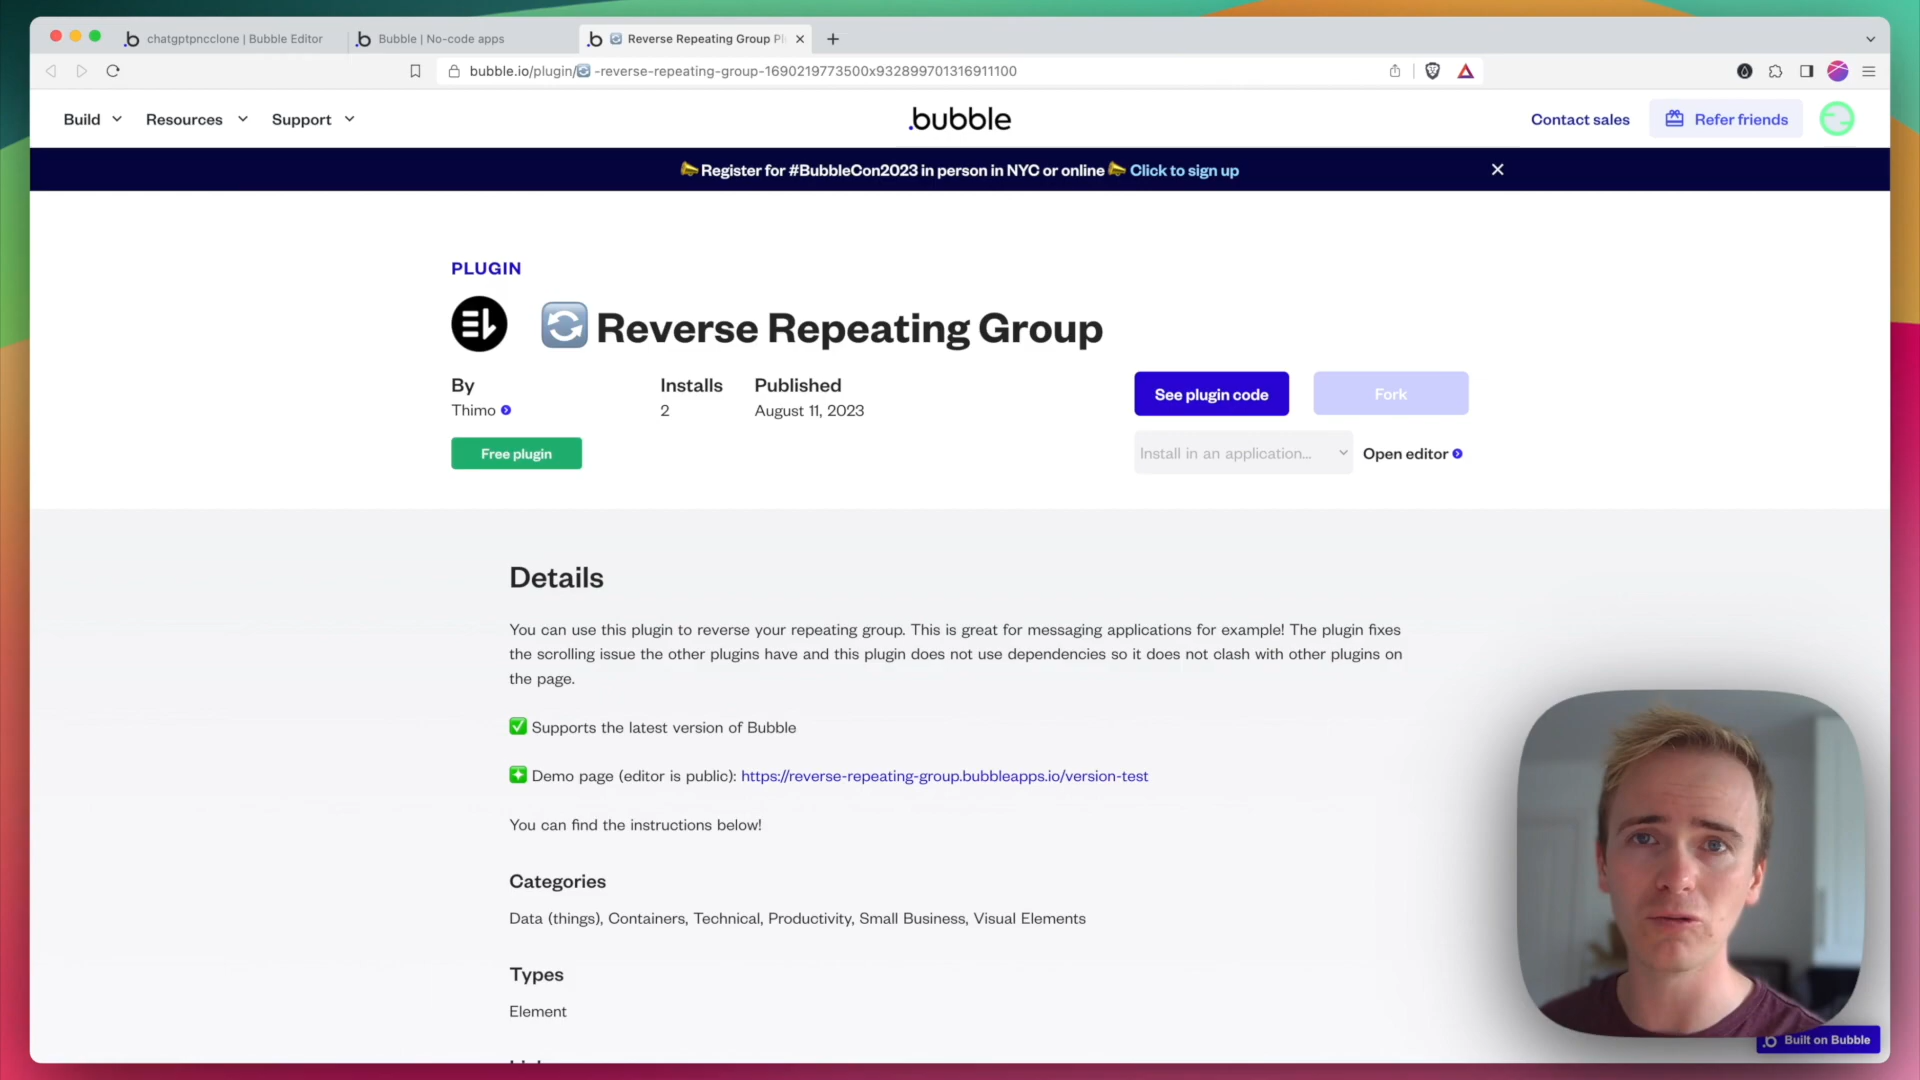 chatgptpncclone | Bubble Editor
Bubble | No-code apps
Reverse Repeating Group Pl
bubble.io/plugin/🔄-reverse-repeating-group-1690219773500x932899701316911100
Build
Resources
Support
.bubble
Contact sales
Refer friends
📣Register for #BubbleCon2023 in person in NYC or online📣 Click to sign up
PLUGIN
🔄 Reverse Repeating Group
By
Thimo
Installs
2
Published
August 11, 2023
See plugin code
Fork
Free plugin
Install in an application...
Open editor
Details
You can use this plugin to reverse your repeating group. This is great for messaging applications for example! The plugin fixes
the scrolling issue the other plugins have and this plugin does not use dependencies so it does not clash with other plugins on
the page.
✅ Supports the latest version of Bubble
Demo page (editor is public): https://reverse-repeating-group.bubbleapps.io/version-test
You can find the instructions below!
Categories
Data (things), Containers, Technical, Productivity, Small Business, Visual Elements
Types
Element
.b Built on Bubble